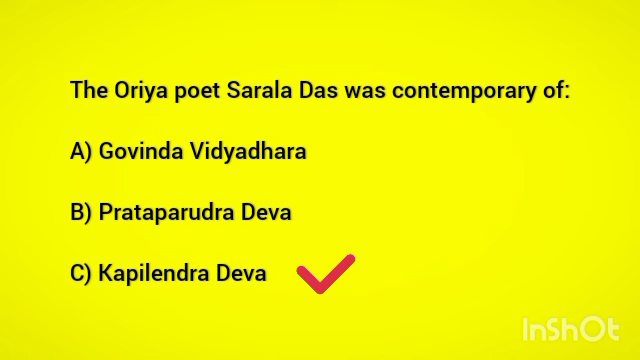 The Oriya poet Sarala Das was contemporary of:
A) Govinda Vidyadhara
B) Prataparudra Deva
C) Kapilendra Deva
InShOt